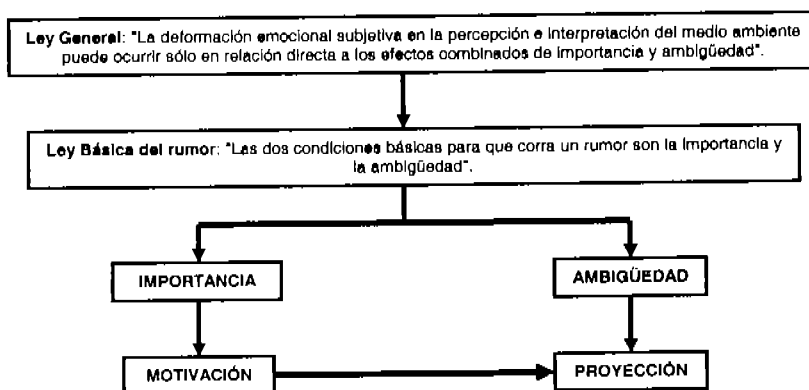 Ley General: "La deformación emocional subjetiva en la percepción e interpretación del medio ambiente
puede ocurrir sólo en relación directa a los efectos combinados de importancia y ambigüedad".
Ley Básica del rumor: "Las dos condiciones básicas para que corra un rumor son la importancia y
la ambigüedad".
IMPORTANCIA
AMBIGÜEDAD
MOTIVACIÓN
PROYECCIÓN